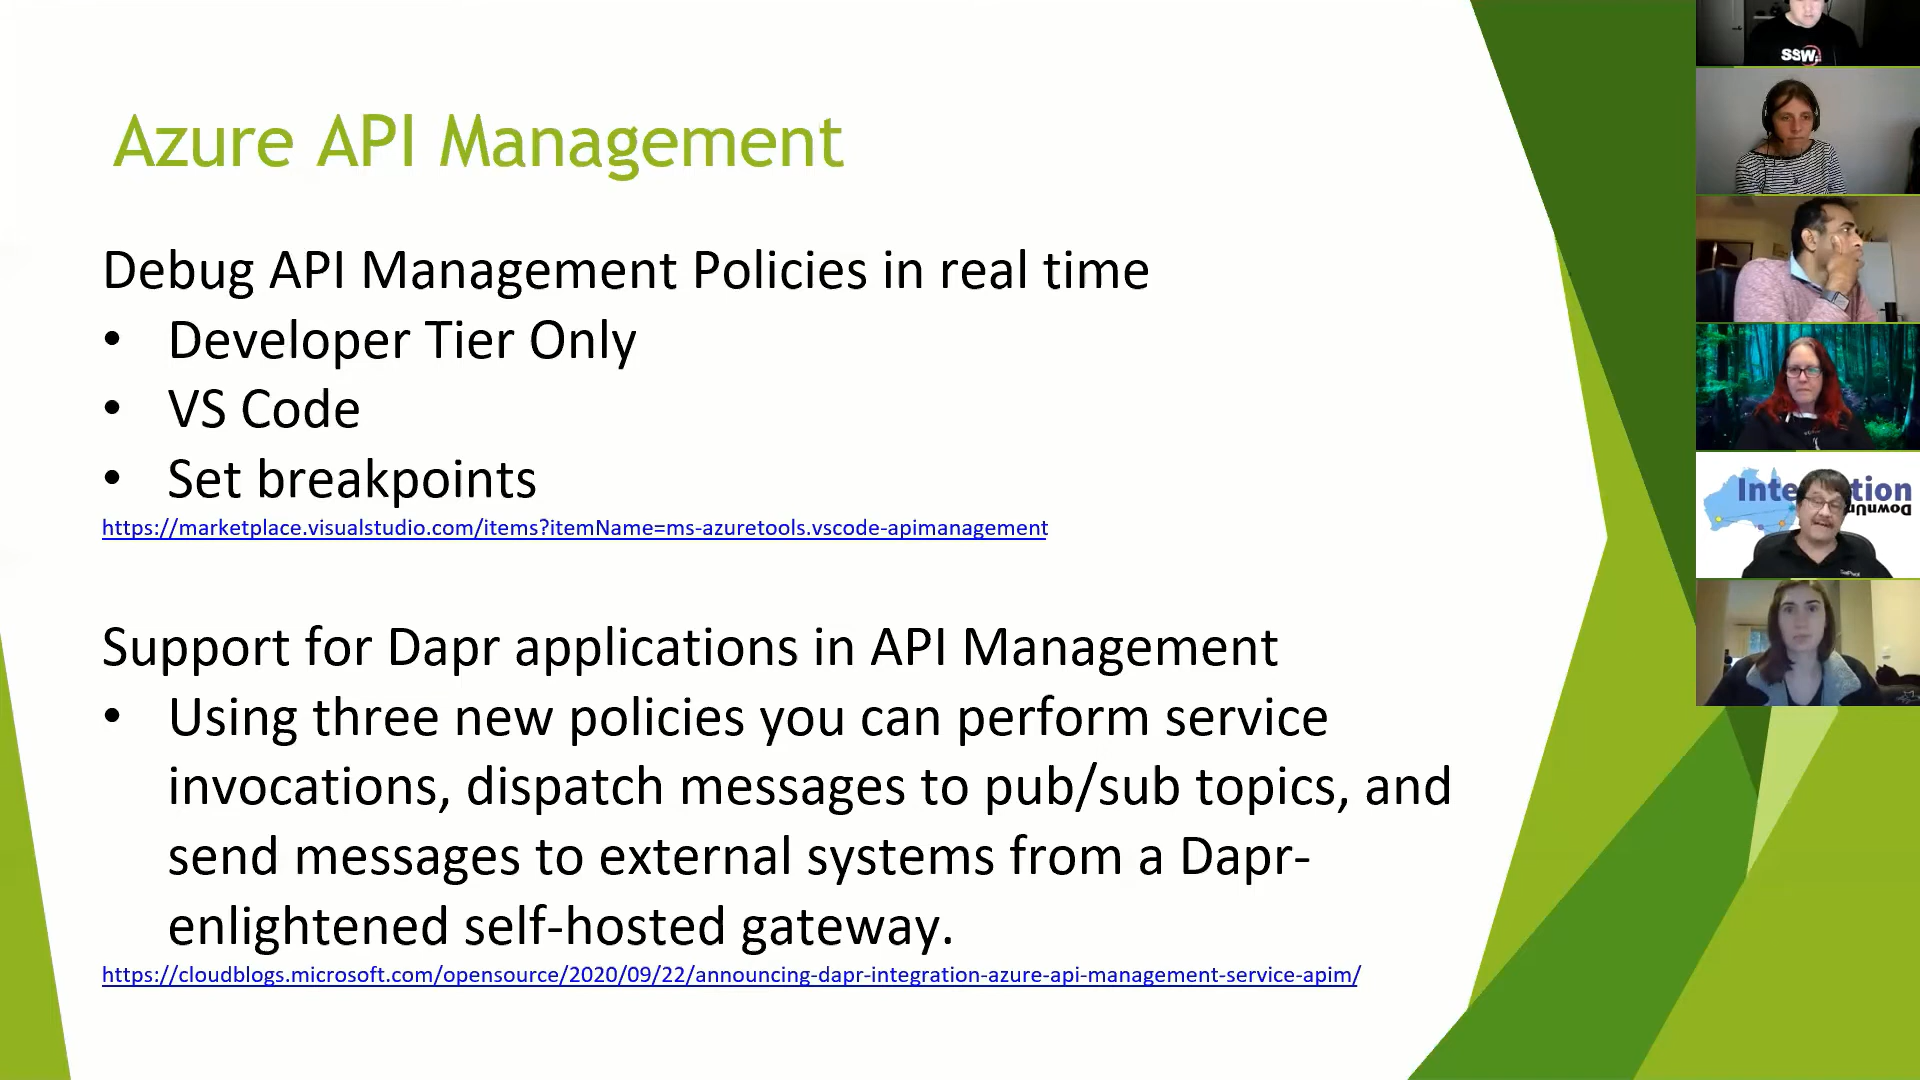 Azure API Management
Debug API Management Policies in real time
• Developer Tier Only
• VS Code
• Set breakpoints
https://marketplace.visualstudio.com/items?itemName=ms-azuretools.vscode-apimanagement
Support for Dapr applications in API Management
• Using three new policies you can perform service
invocations, dispatch messages to pub/sub topics, and
send messages to external systems from a Dapr-
enlightened self-hosted gateway.
https://cloudblogs.microsoft.com/opensource/2020/09/22/announcing-dapr-integration-azure-api-management-service-apim/
SSW